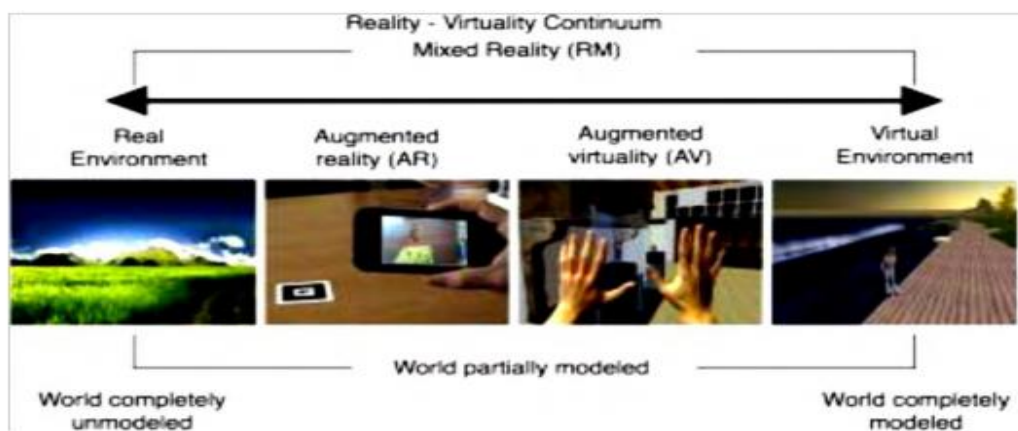 Reality - Virtuality Continuum
Mixed Reality (RM)
Real
Environment
Augmented
reality (AR)
Augmented
virtuality (AV)
Virtual
Environment
World partially modeled
World completely
unmodeled
World completely
modeled